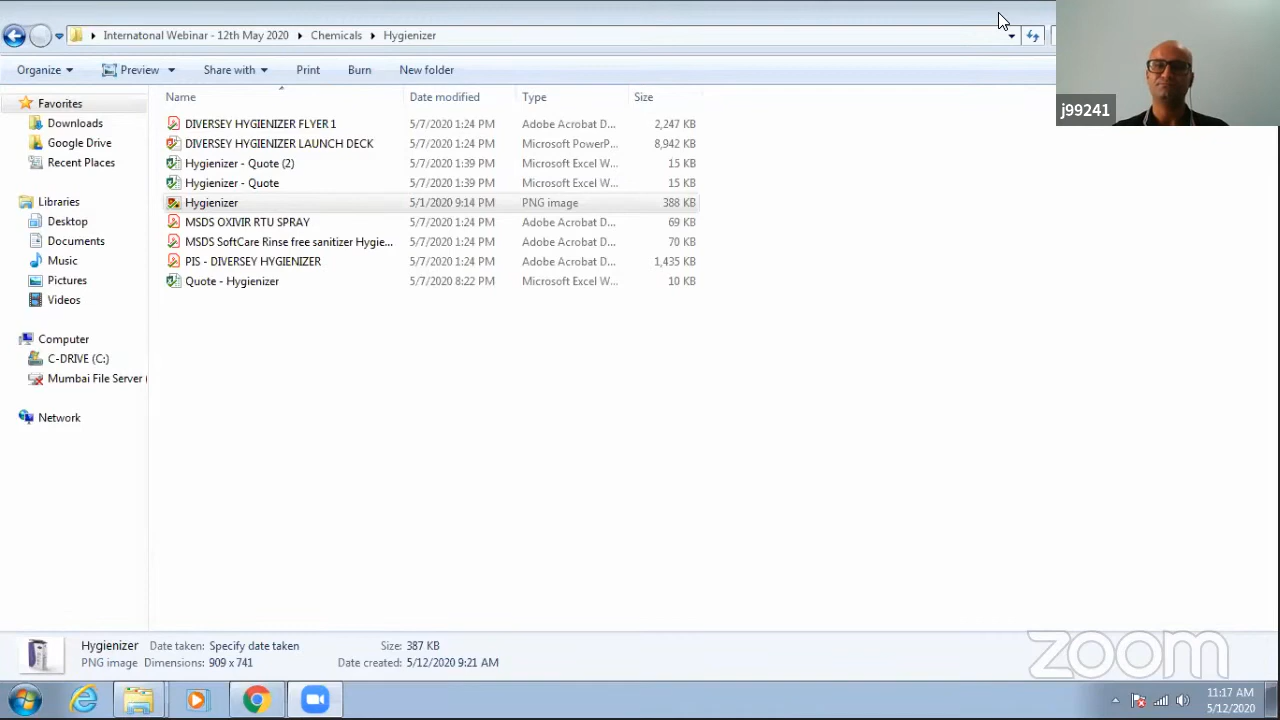 Internatonal Webinar - 12th May 2020 Chemicals Hygienizer
Organize Preview Share with Print Burn New folder
j99241
Favorites
Downloads
Google Drive
Recent Places
Libraries
Desktop
Documents
Music
Pictures
Videos
Computer
C-DRIVE (C:)
Mumbai File Server (
Network
Name Date modified Type Size
DIVERSEY HYGIENIZER FLYER 1 5/7/2020 1:24 PM Adobe Acrobat D... 2,247 KB
DIVERSEY HYGIENIZER LAUNCH DECK 5/7/2020 1:24 PM Microsoft PowerP... 8,942 KB
Hygienizer - Quote (2) 5/7/2020 1:39 PM Microsoft Excel W... 15 KB
Hygienizer - Quote 5/7/2020 1:39 PM Microsoft Excel W... 15 KB
Hygienizer 5/1/2020 9:14 PM PNG image 388 KB
MSDS OXIVIR RTU SPRAY 5/7/2020 1:24 PM Adobe Acrobat D... 69 KB
MSDS SoftCare Rinse free sanitizer Hygie... 5/7/2020 1:24 PM Adobe Acrobat D... 70 KB
PIS - DIVERSEY HYGIENIZER 5/7/2020 1:24 PM Adobe Acrobat D... 1,435 KB
Quote - Hygienizer 5/7/2020 8:22 PM Microsoft Excel W... 10 KB
Hygienizer Date taken: Specify date taken Size: 387 KB
PNG image Dimensions: 909 x 741 Date created: 5/12/2020 9:21 AM
zoom
11:17 AM
5/12/2020